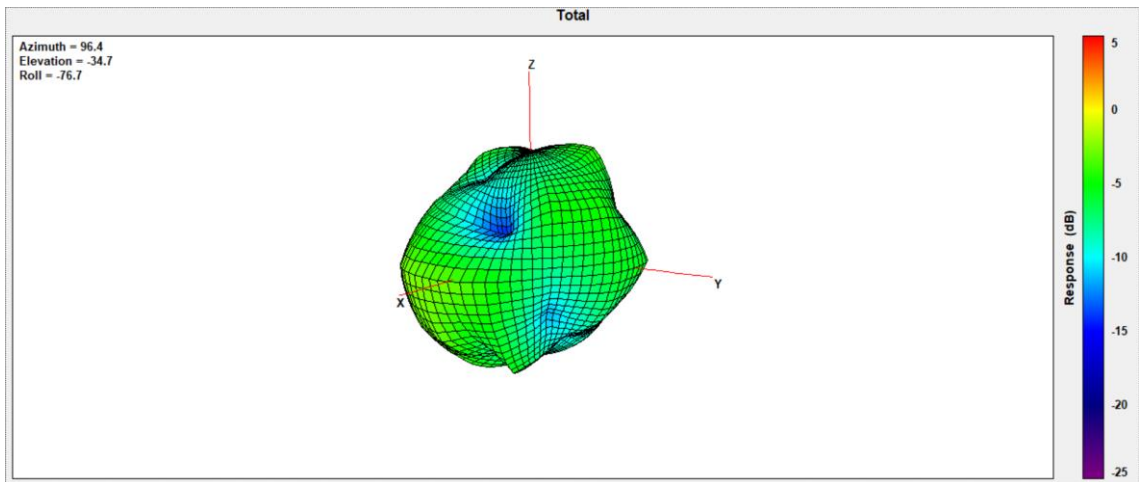 Total
Azimuth = 96.4
Elevation = -34.7
Roll = -76.7
Z
X
Y
5
0
-5
-10
-15
-20
-25
Response (dB)